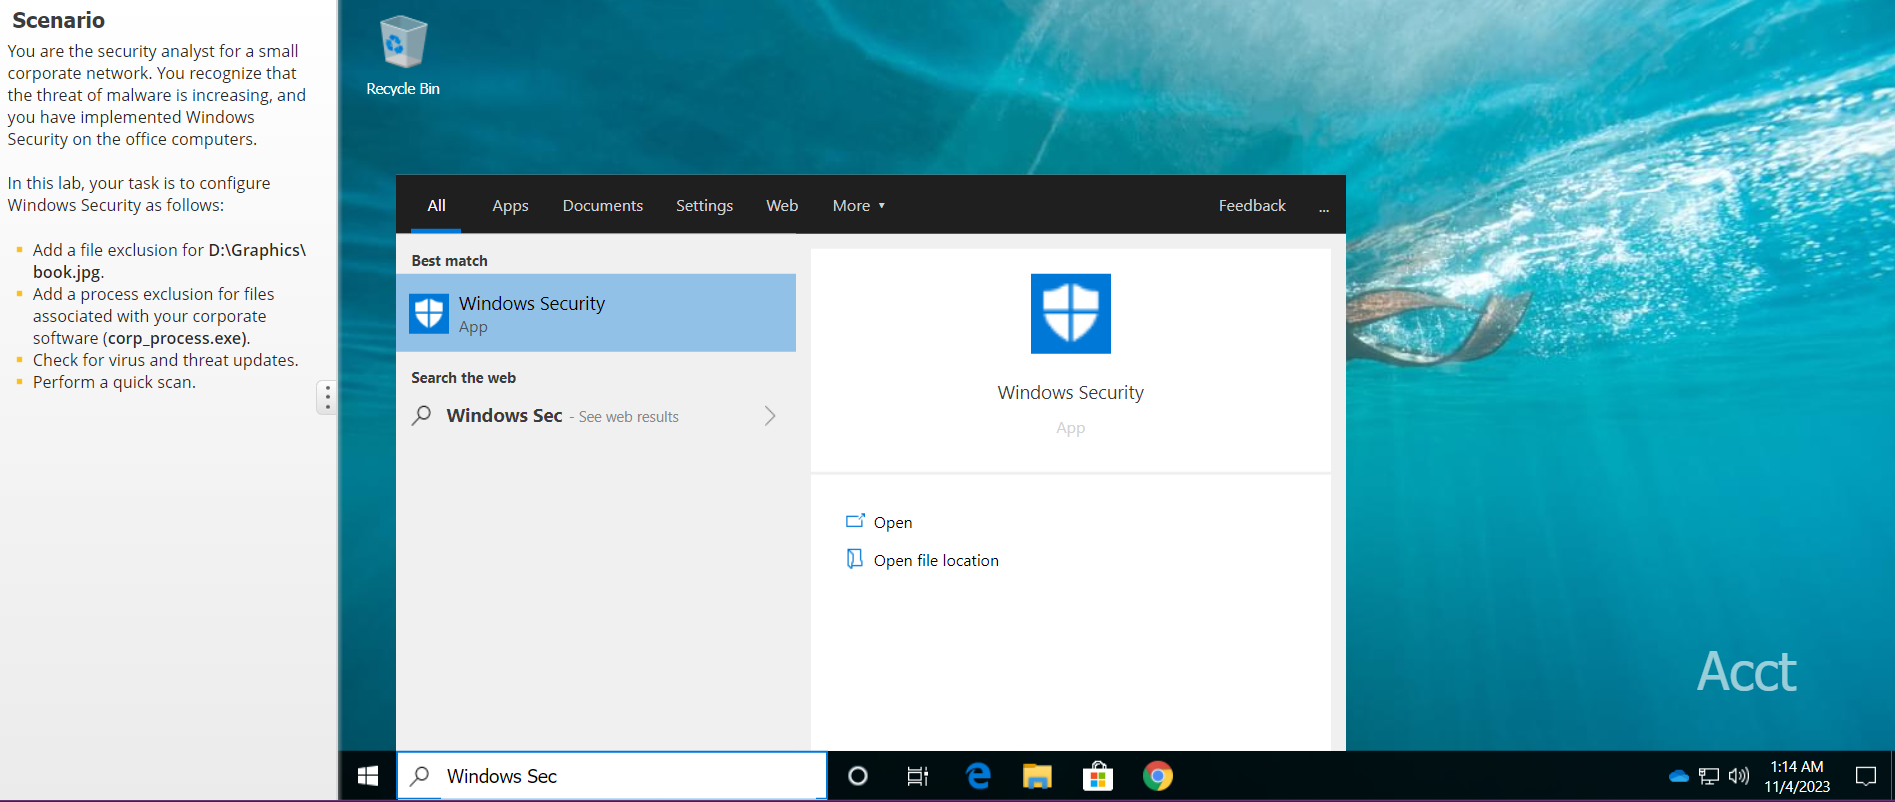 Scenario
You are the security analyst for a small
corporate network. You recognize that
the threat of malware is increasing, and
you have implemented Windows
Security on the office computers.
In this lab, your task is to configure
Windows Security as follows:
Add a file exclusion for D:\Graphics\
book.jpg.
Add a process exclusion for files
associated with your corporate
software (corp_process.exe).
Check for virus and threat updates.
Perform a quick scan.
Recycle Bin
All Apps Documents Settings Web More Feedback ...
Best match
Windows Security
App
Search the web
Windows Sec - See web results
Windows Security
App
Open
Open file location
Acct
Windows Sec
1:14 AM
11/4/2023